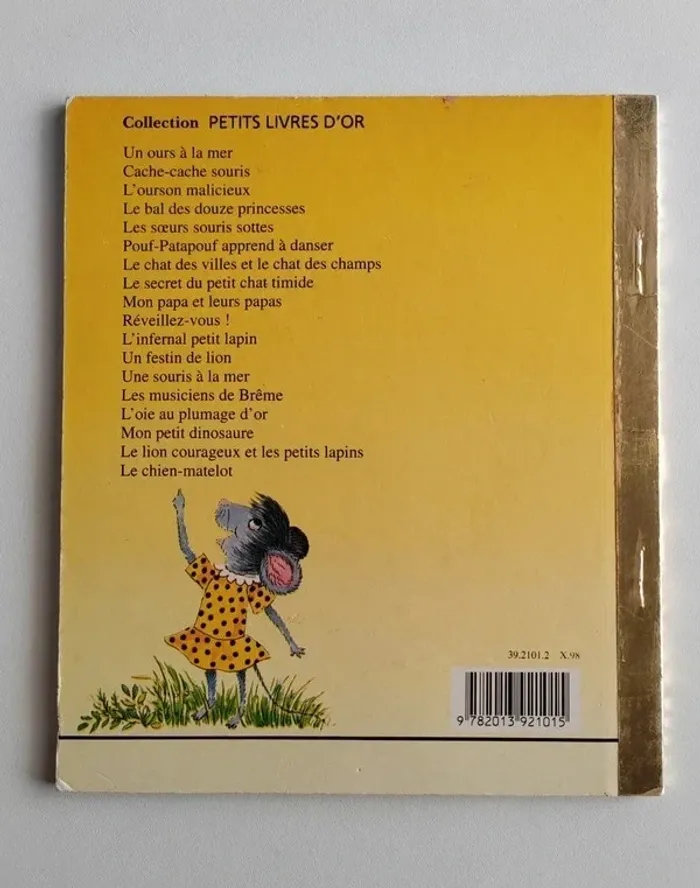 Collection PETITS LIVRES D'OR
Un ours à la mer
Cache-cache souris
L'ourson malicieux
Le bal des douze princesses
Les sœurs souris sottes
Pouf-Patapouf apprend à danser
Le chat des villes et le chat des champs
Le secret du petit chat timide
Mon papa et leurs papas
Réveillez-vous !
L'infernal petit lapin
Un festin de lion
Une souris à la mer
Les musiciens de Brême
L'oie au plumage d'or
Mon petit dinosaure
Le lion courageux et les petits lapins
Le chien-matelot
39.2101.2 X.98
9 782013 921015